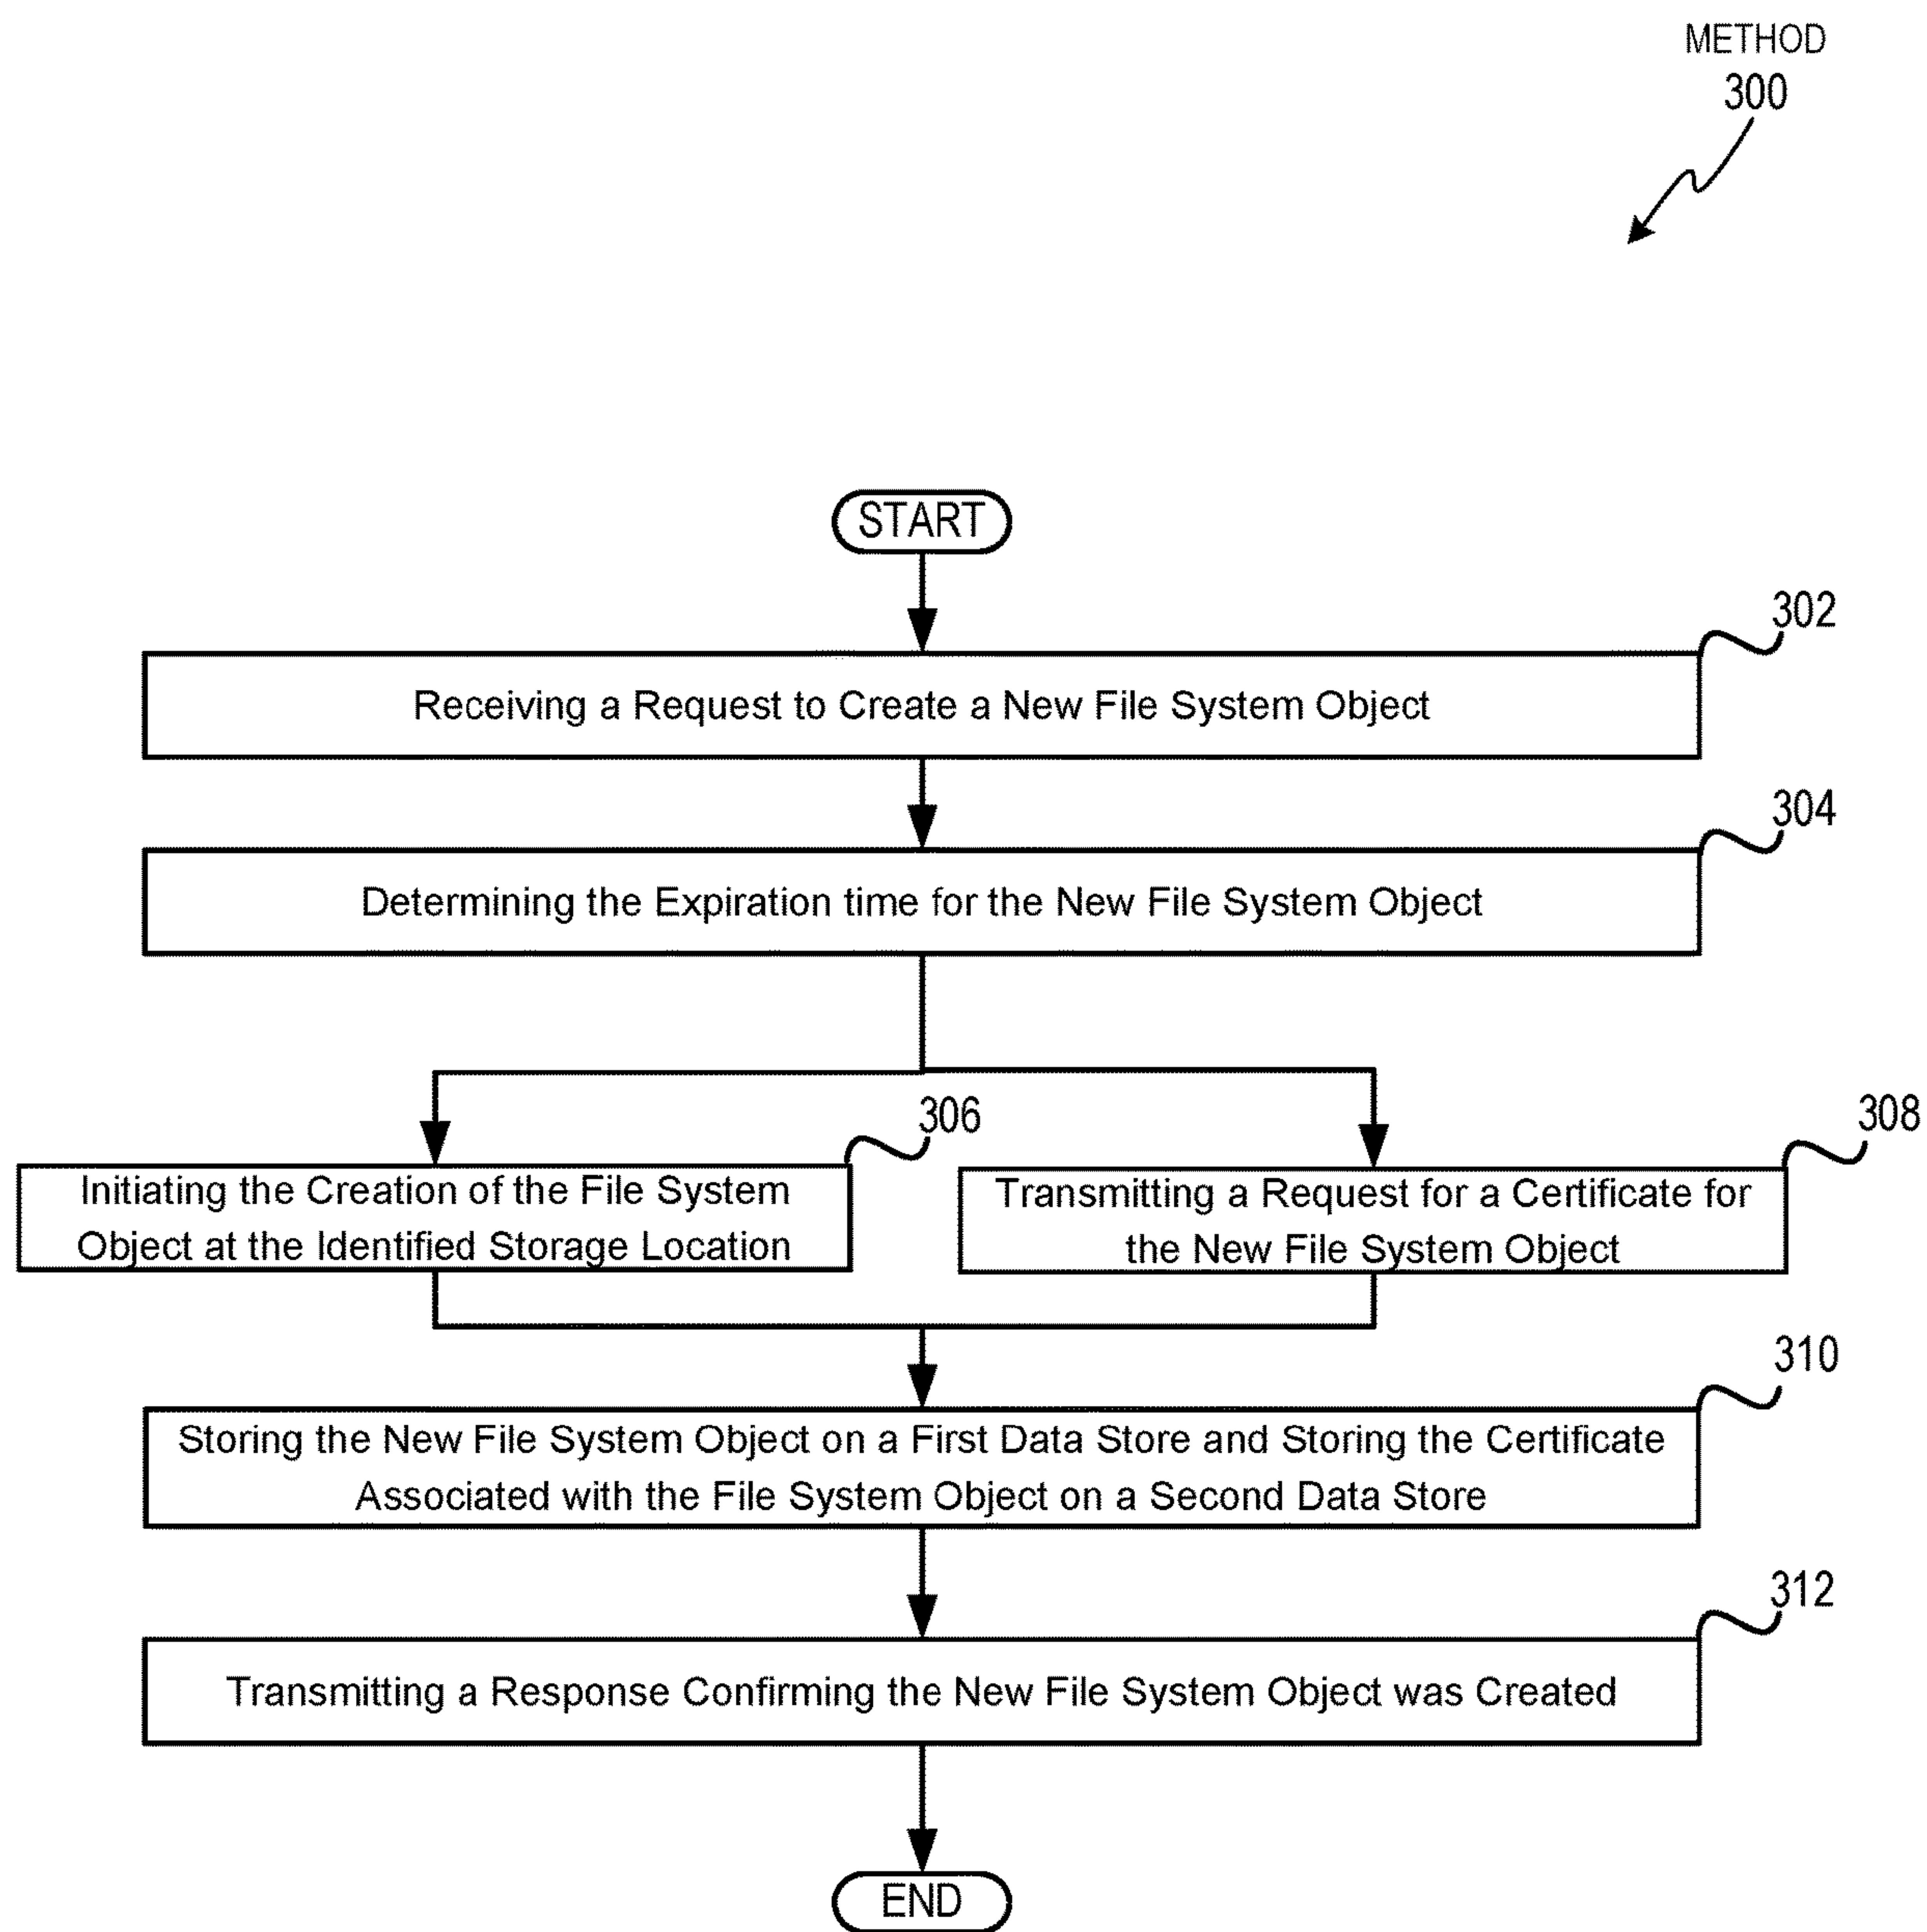 METHOD
300
START
302
Receiving a Request to Create a New File System Object
304
Determining the Expiration time for the New File System Object
306
Initiating the Creation of the File System
Object at the Identified Storage Location
308
Transmitting a Request for a Certificate for
the New File System Object
310
Storing the New File System Object on a First Data Store and Storing the Certificate
Associated with the File System Object on a Second Data Store
312
Transmitting a Response Confirming the New File System Object was Created
END